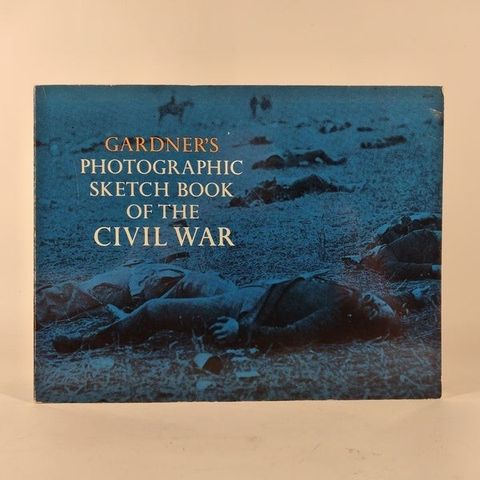 GARDNER'S
PHOTOGRAPHIC
SKETCH BOOK
OF THE
CIVIL WAR